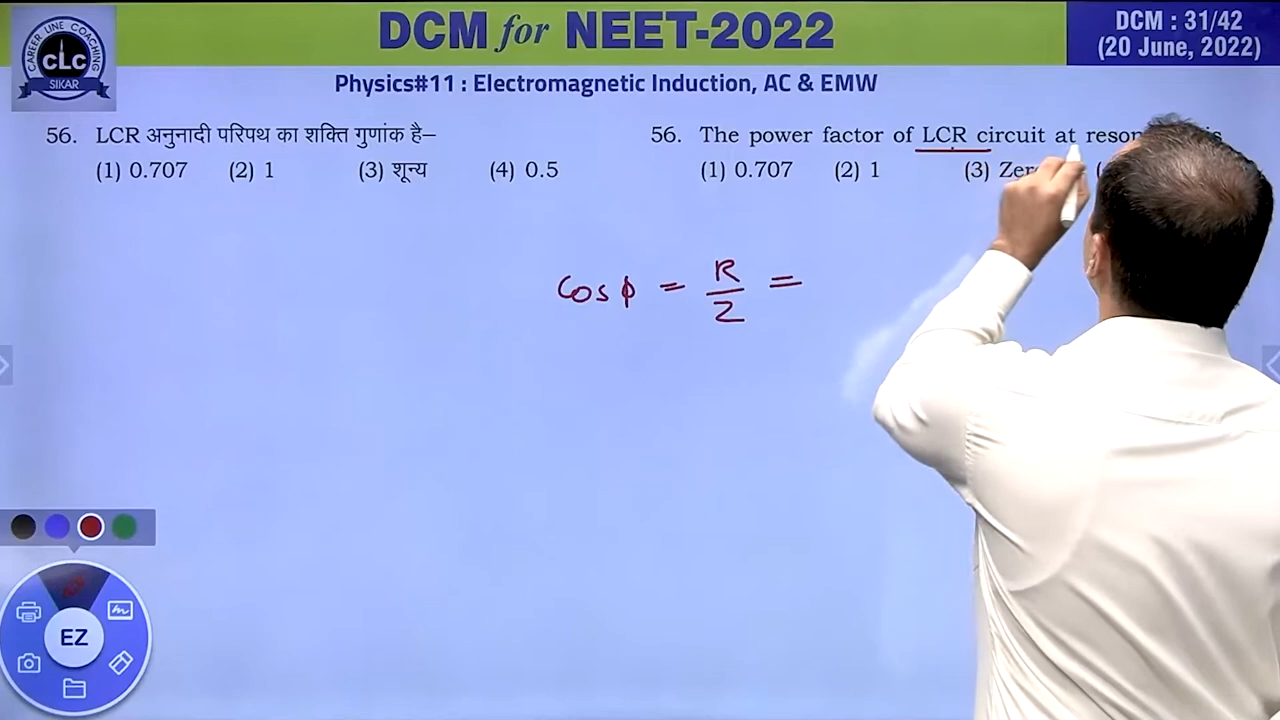 DCM for NEET-2022
DCM : 31/42
(20 June, 2022)
CAREER LINE COACHING
CLC
SIKAR
Physics#11 : Electromagnetic Induction, AC & EMW
56. LCR अनुनादी परिपथ का शक्ति गुणांक है–
(1) 0.707 (2) 1 (3) शून्य (4) 0.5
56. The power factor of LCR circuit at is
(1) 0.707 (2) 1 (3)
cos ϕ = R/Z =
EZ